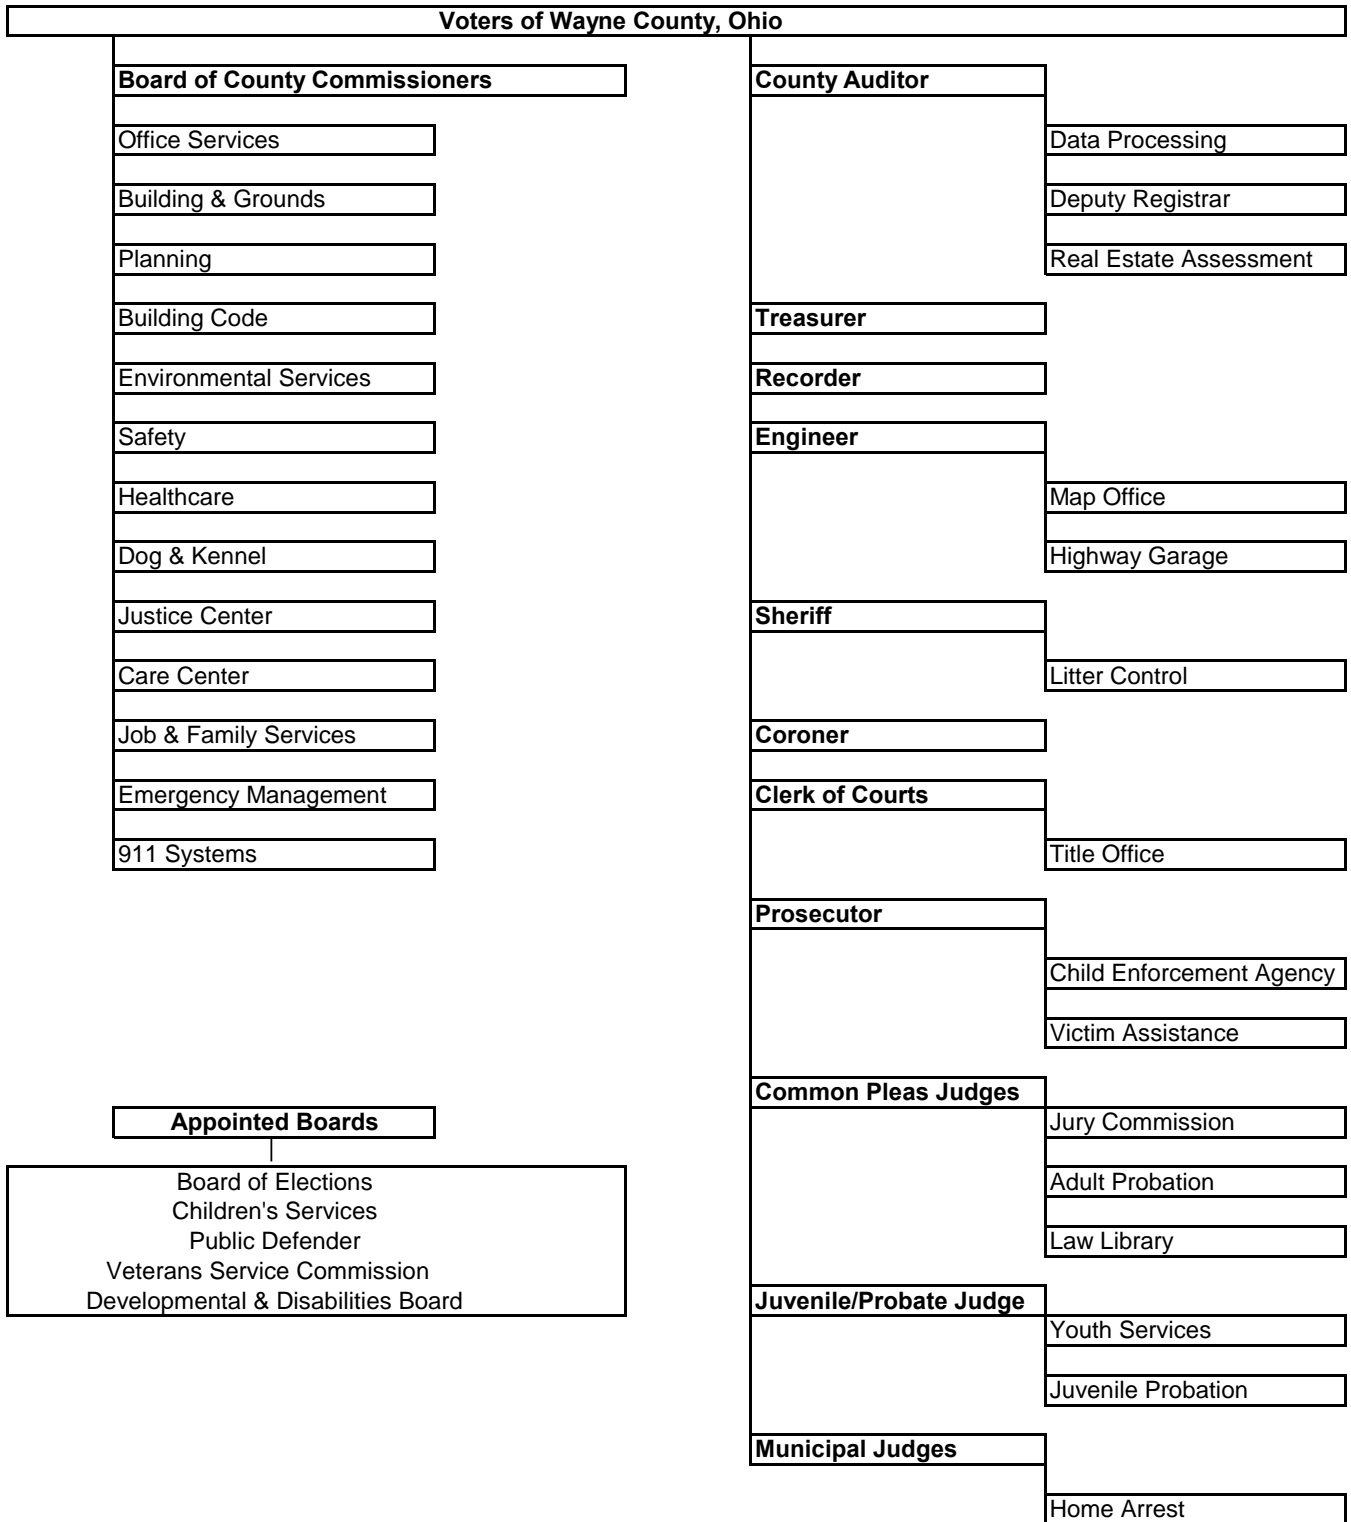 Voters of Wayne County, Ohio
Board of County Commissioners
Office Services
Building & Grounds
Planning
Building Code
Environmental Services
Safety
Healthcare
Dog & Kennel
Justice Center
Care Center
Job & Family Services
Emergency Management
911 Systems
Appointed Boards
Board of Elections
Children's Services
Public Defender
Veterans Service Commission
Developmental & Disabilities Board
County Auditor
Data Processing
Deputy Registrar
Real Estate Assessment
Treasurer
Recorder
Engineer
Map Office
Highway Garage
Sheriff
Litter Control
Coroner
Clerk of Courts
Title Office
Prosecutor
Child Enforcement Agency
Victim Assistance
Common Pleas Judges
Jury Commission
Adult Probation
Law Library
Juvenile/Probate Judge
Youth Services
Juvenile Probation
Municipal Judges
Home Arrest